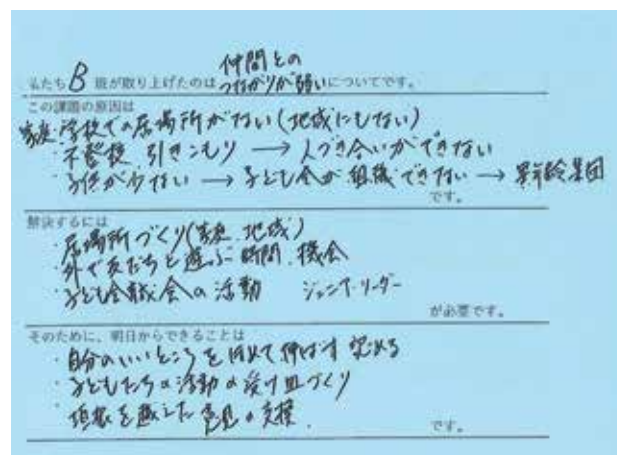 仲間との
私たち B 班が取り上げたのは つながりが弱い についてです。
この課題の原因は
家庭、学校での居場所がない(地域にもない)
・不登校 引きこもり → 人づき合いができない
・子供が少ない → 子ども会が組織できない → 異年齢集団
です。
解決するには
・居場所づくり(家庭、地域)
・外で友だちと遊ぶ時間、機会
・子ども会 会の活動 ジュニアリーダー
が必要です。
そのために、明日からできることは
・自分のいいところをほめて伸ばす 認める
・子どもたちの活動の受け皿づくり
・垣根を越えた意見の交換
です。